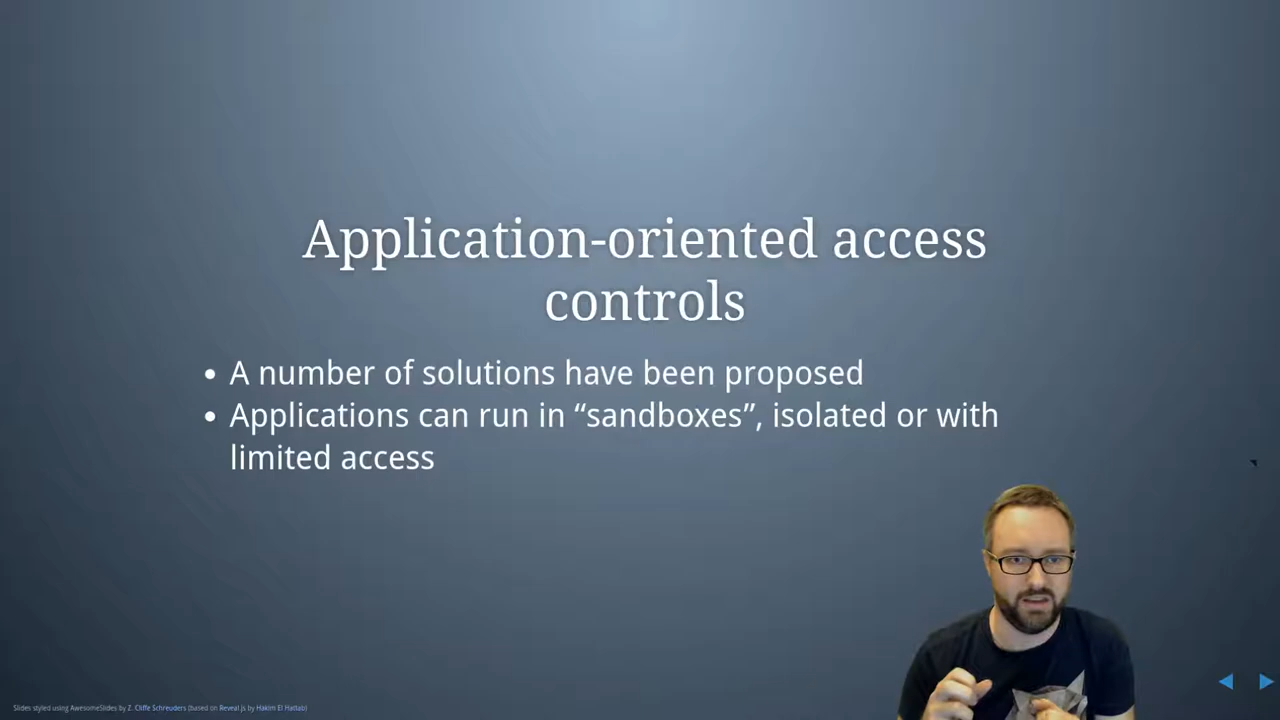 Application-oriented access
controls
• A number of solutions have been proposed
• Applications can run in “sandboxes”, isolated or with
limited access
Slides styled using AwesomeSlides by Z. Cliffe Schreuders (based on Reveal.js by Hakim El Hattab)